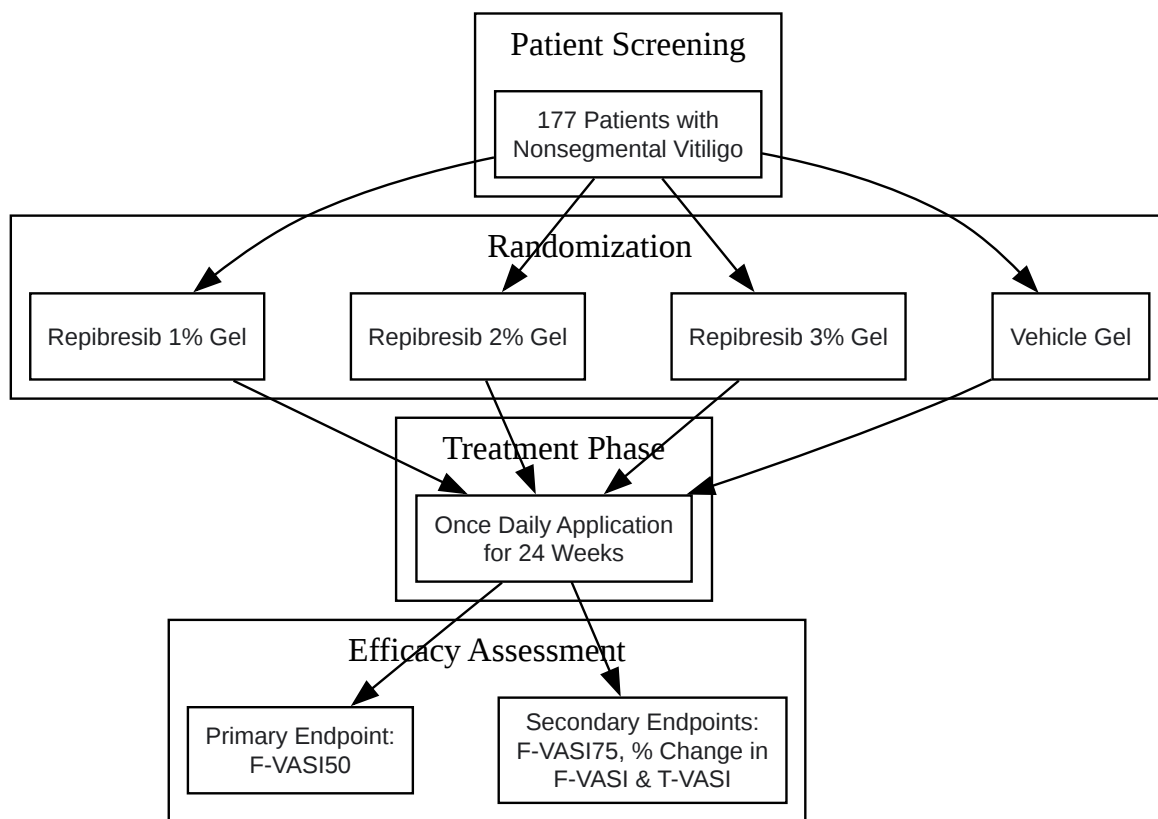 Patient Screening
177 Patients with
Nonsegmental Vitiligo
Randomization
Repibresib 1% Gel
Repibresib 2% Gel
Repibresib 3% Gel
Vehicle Gel
Treatment Phase
Once Daily Application
for 24 Weeks
Efficacy Assessment
Primary Endpoint:
F-VASI50
Secondary Endpoints:
F-VASI75, % Change in
F-VASI & T-VASI